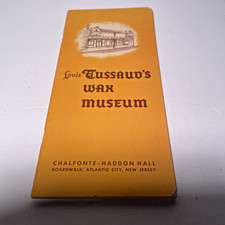 Louis Tussaud's
Wax
Museum
CHALFONTE-HADDON HALL
BOARDWALK, ATLANTIC CITY, NEW JERSEY